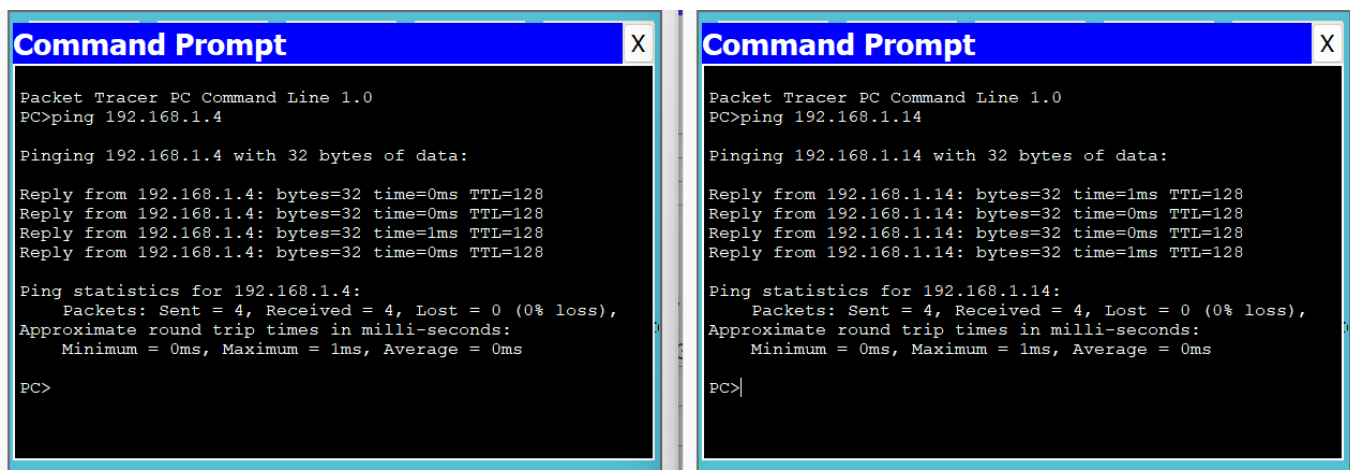 Command Prompt
X
Packet Tracer PC Command Line 1.0
PC>ping 192.168.1.4
Pinging 192.168.1.4 with 32 bytes of data:
Reply from 192.168.1.4: bytes=32 time=0ms TTL=128
Reply from 192.168.1.4: bytes=32 time=0ms TTL=128
Reply from 192.168.1.4: bytes=32 time=1ms TTL=128
Reply from 192.168.1.4: bytes=32 time=0ms TTL=128
Ping statistics for 192.168.1.4:
Packets: Sent = 4, Received = 4, Lost = 0 (0% loss),
Approximate round trip times in milli-seconds:
Minimum = 0ms, Maximum = 1ms, Average = 0ms
PC>
Command Prompt
X
Packet Tracer PC Command Line 1.0
PC>ping 192.168.1.14
Pinging 192.168.1.14 with 32 bytes of data:
Reply from 192.168.1.14: bytes=32 time=1ms TTL=128
Reply from 192.168.1.14: bytes=32 time=0ms TTL=128
Reply from 192.168.1.14: bytes=32 time=0ms TTL=128
Reply from 192.168.1.14: bytes=32 time=1ms TTL=128
Ping statistics for 192.168.1.14:
Packets: Sent = 4, Received = 4, Lost = 0 (0% loss),
Approximate round trip times in milli-seconds:
Minimum = 0ms, Maximum = 1ms, Average = 0ms
PC>